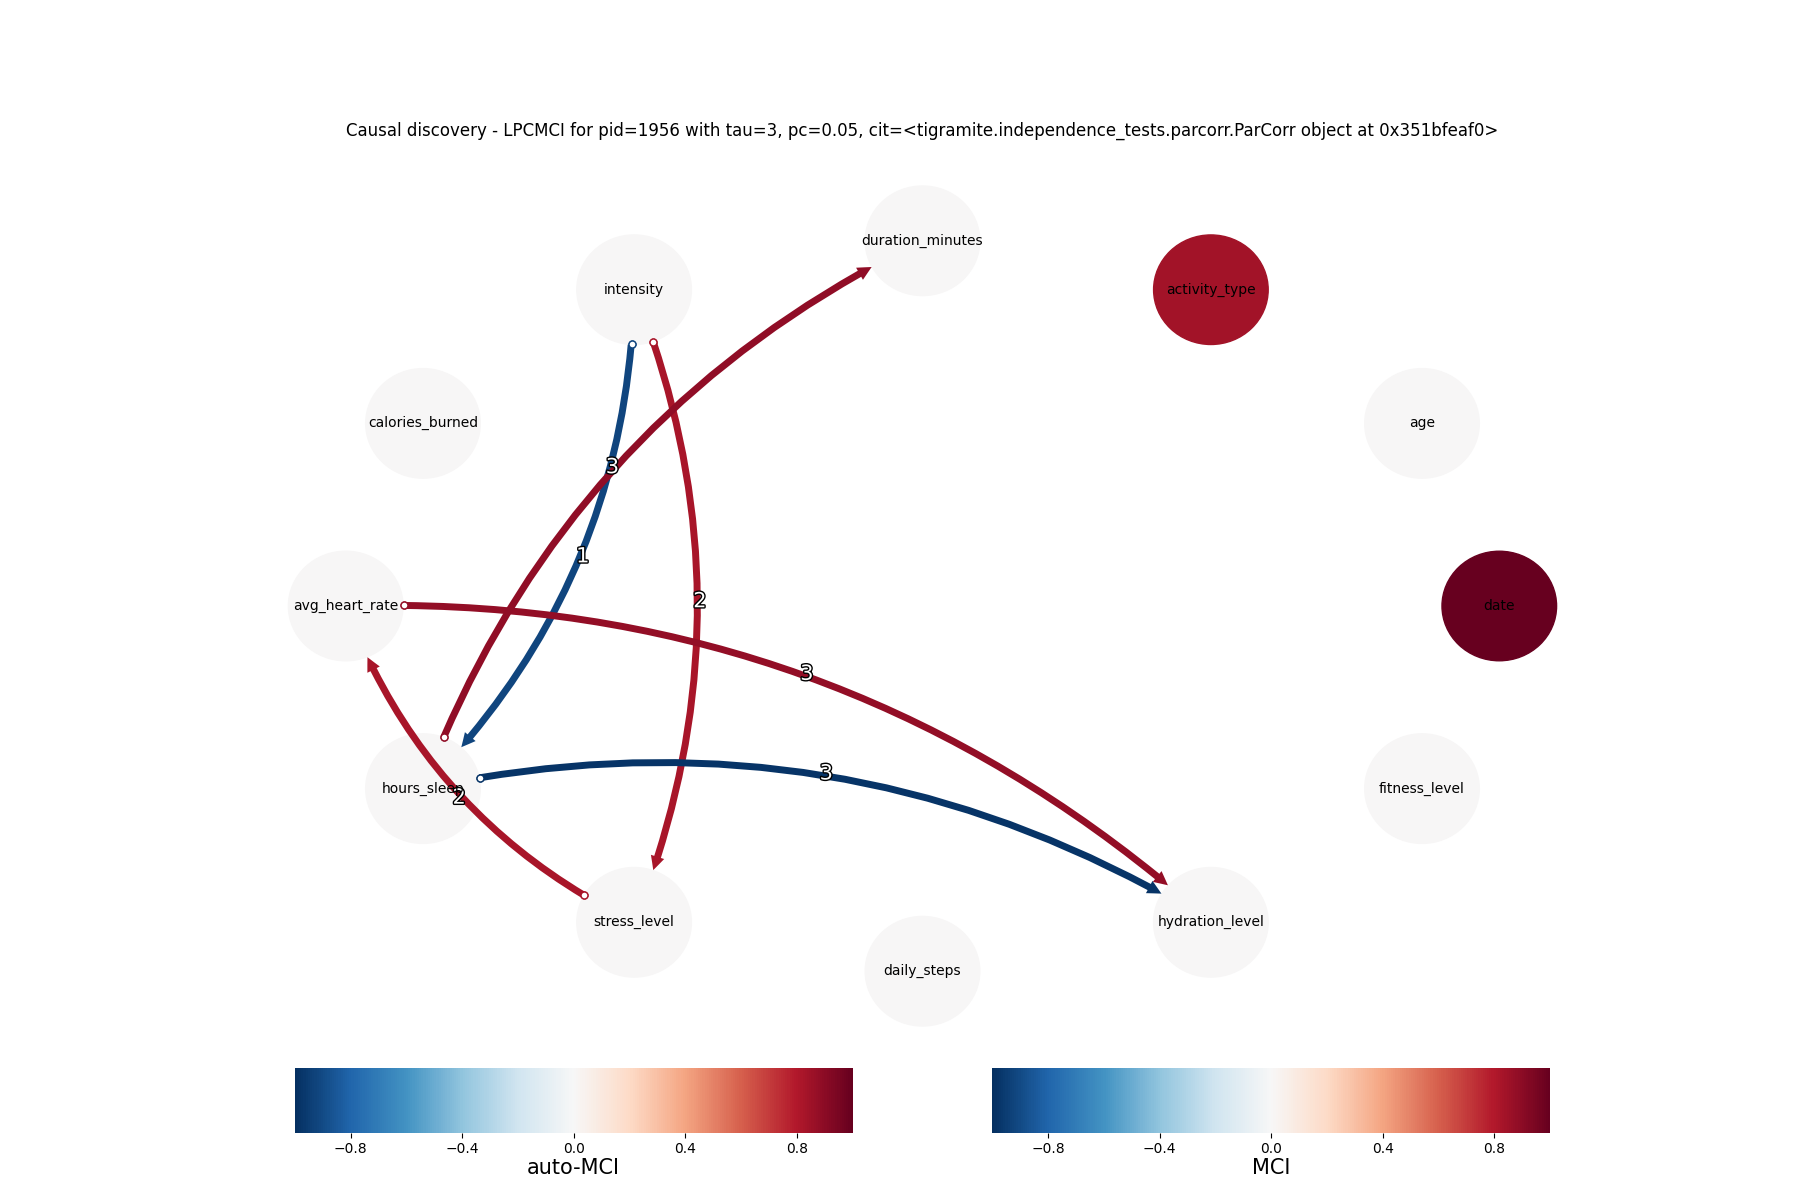 Causal discovery - LPCMCI for pid=1956 with tau=3, pc=0.05, cit=<tigramite.independence_tests.parcorr.ParCorr object at 0x351bfeaf0>
duration_minutes
intensity
activity_type
calories_burned
age
3
1
2
avg_heart_rate
date
3
3
hours_sleep
2
fitness_level
stress_level
hydration_level
daily_steps
−0.8 −0.4 0.0 0.4 0.8
auto-MCI
−0.8 −0.4 0.0 0.4 0.8
MCI